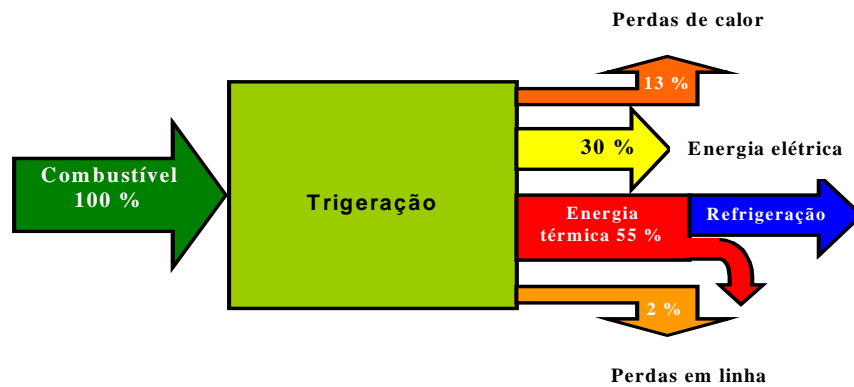 Perdas de calor
13 %
30 %
Energia elétrica
Combustível
100 %
Trigeração
Energia
térmica 55 %
Refrigeração
2 %
Perdas em linha